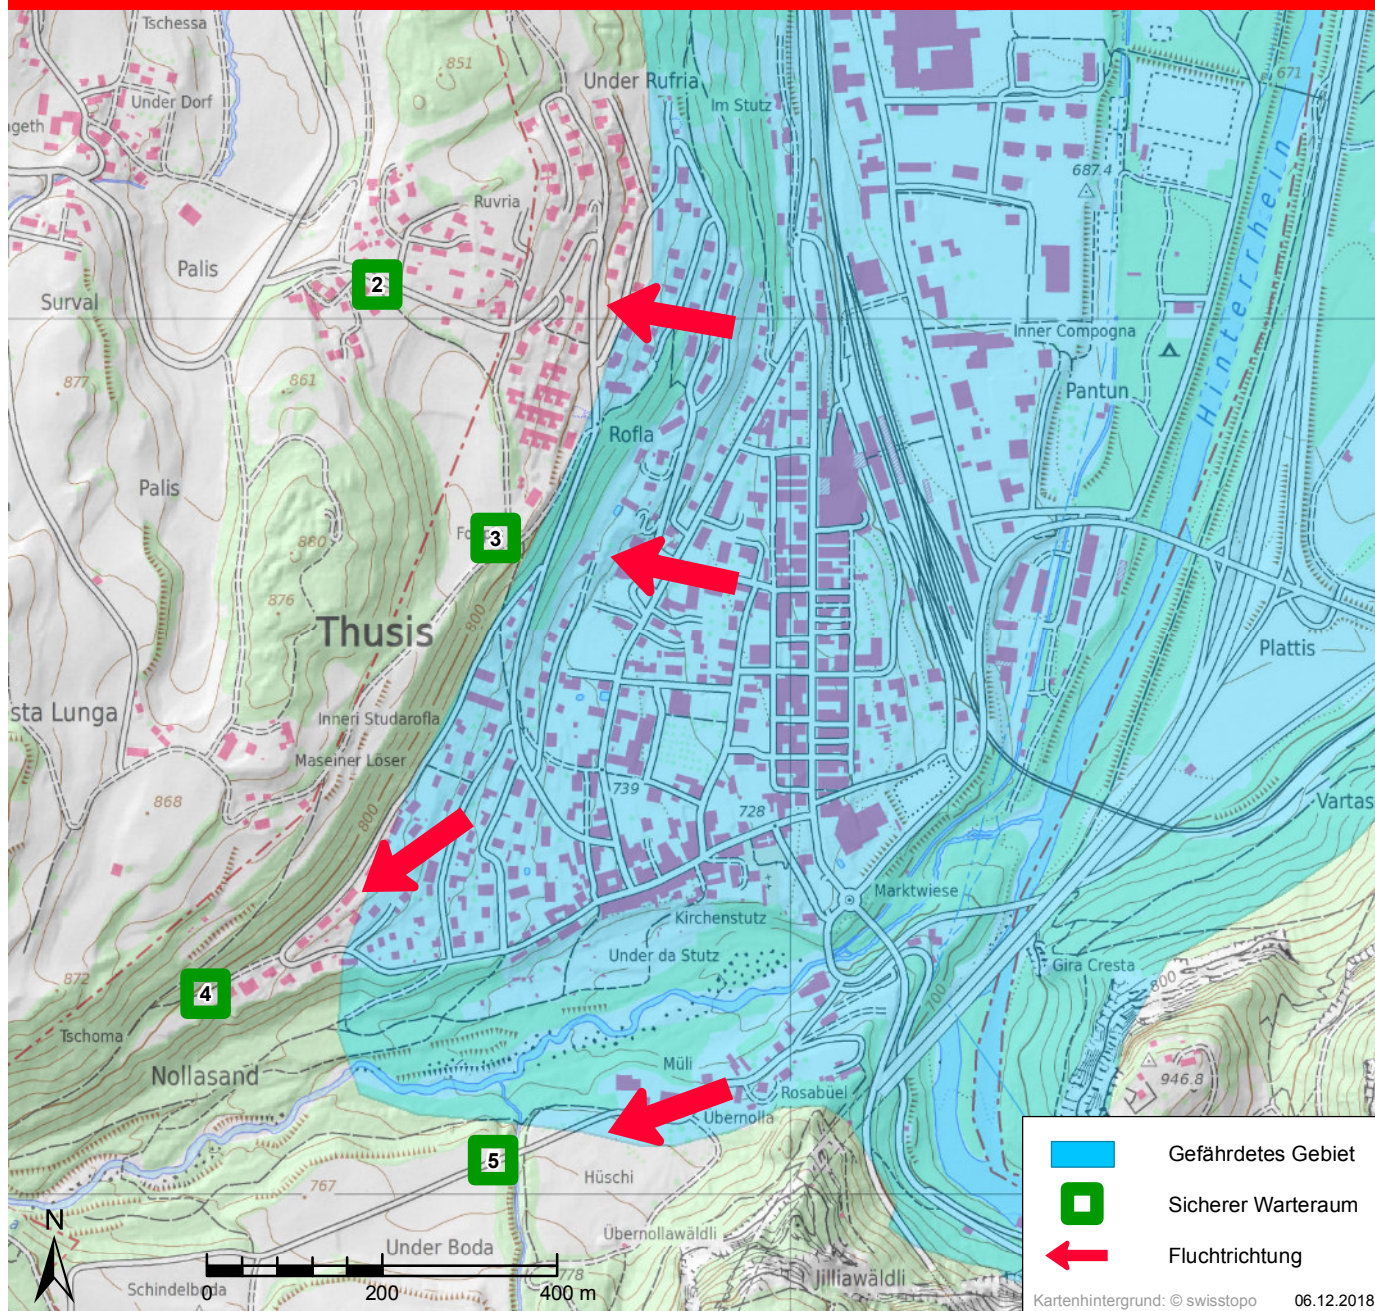 Tschessa
851
Under Rufria
671
Under Dorf
Im Stutz
ageth
687.4
Hinterrhein
Ruvria
Palis
2
Surval
Inner Compogna
877
861
Pantun
Rofla
Palis
3
880
876
800
Thusis
Plattis
sta Lunga
Inneri Studarofla
Maseiner Löser
739
868
728
Vartas
800
Marktwiese
Kirchenstutz
Under da Stutz
Gira Cresta
872
4
700
800
Tschoma
Müli
Nollasand
946.8
Rosabüel
Übernolla
Gefährdetes Gebiet
5
Hüschi
767
Sicherer Warteraum
N
Übernollawäldli
Under Boda
Fluchtrichtung
778
Jilliawäldli
Schindelboda
0 200 400 m
Kartenhintergrund: © swisstopo 06.12.2018